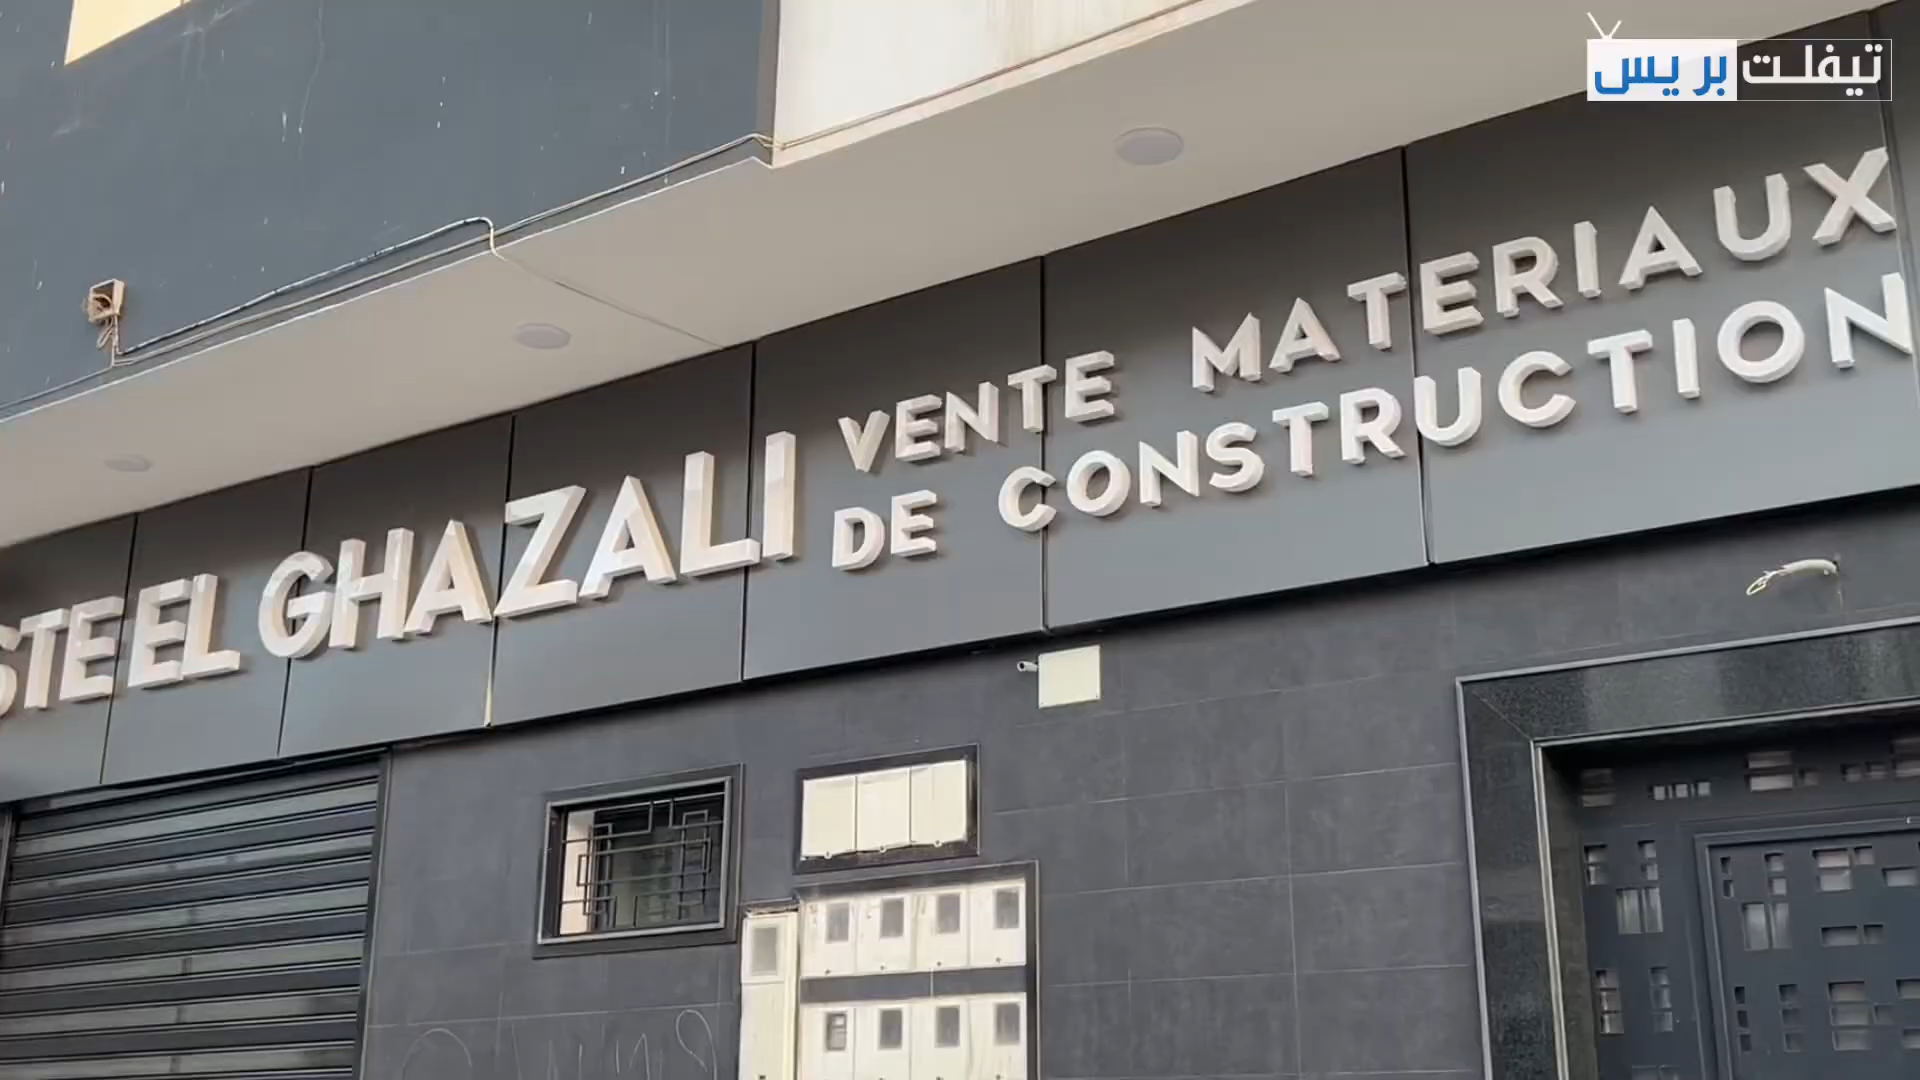 تيفلت بريس
STEEL GHAZALI
VENTE MATERIAUX
DE CONSTRUCTION